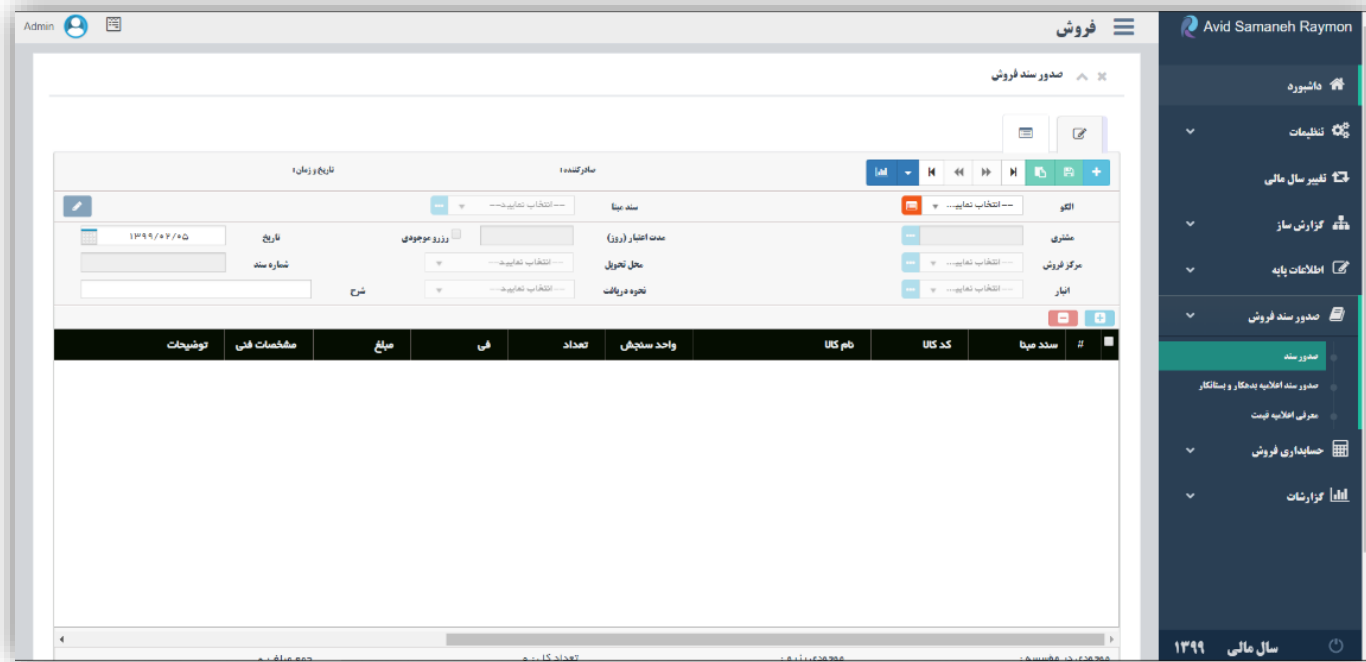 Avid Samaneh Raymon
فروش
Admin
داشبورد
تنظیمات
تغییر سال مالی
گزارش ساز
اطلاعات پایه
صدور سند فروش
صدور سند
صدور سند اعلامیه بدهکار و بستانکار
معرفی اعلامیه قیمت
حسابداری فروش
گزارشات
سال مالی ۱۳۹۹
صدور سند فروش
صادر کننده : تاریخ و زمان :
الگو -- انتخاب نمایید... سند مبنا --انتخاب نمایید--
مشتری مدت اعتبار (روز) رزرو موجودی تاریخ ۱۳۹۹/۰۲/۰۵
مرکز فروش -- انتخاب نمایید... محل تحویل --انتخاب نمایید-- شماره سند
انبار -- انتخاب نمایید... نحوه دریافت --انتخاب نمایید-- شرح
# سند مبنا کد کالا نام کالا واحد سنجش تعداد فی مبلغ مشخصات فنی توضیحات